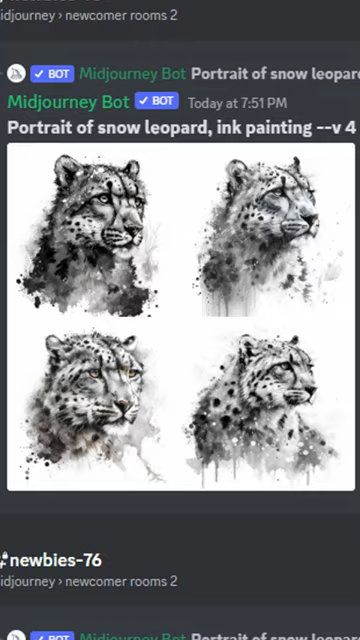 idjourney › newcomer rooms 2
✓ BOT Midjourney Bot Portrait of snow leopar
Midjourney Bot ✓ BOT Today at 7:51 PM
Portrait of snow leopard, ink painting --v 4
newbies-76
idjourney › newcomer rooms 2
BOT Midjourney Bot Portrait of snow leopar